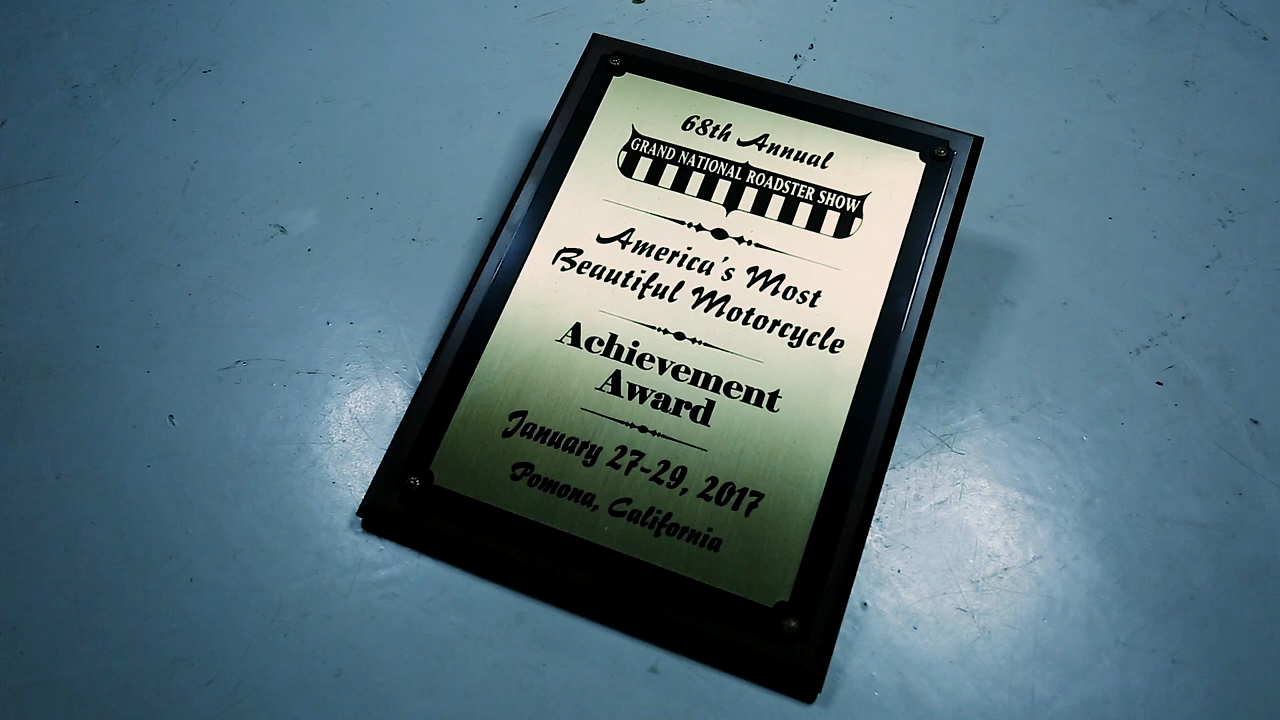 68th Annual
GRAND NATIONAL ROADSTER SHOW
America's Most
Beautiful Motorcycle
Achievement
Award
January 27-29, 2017
Pomona, California